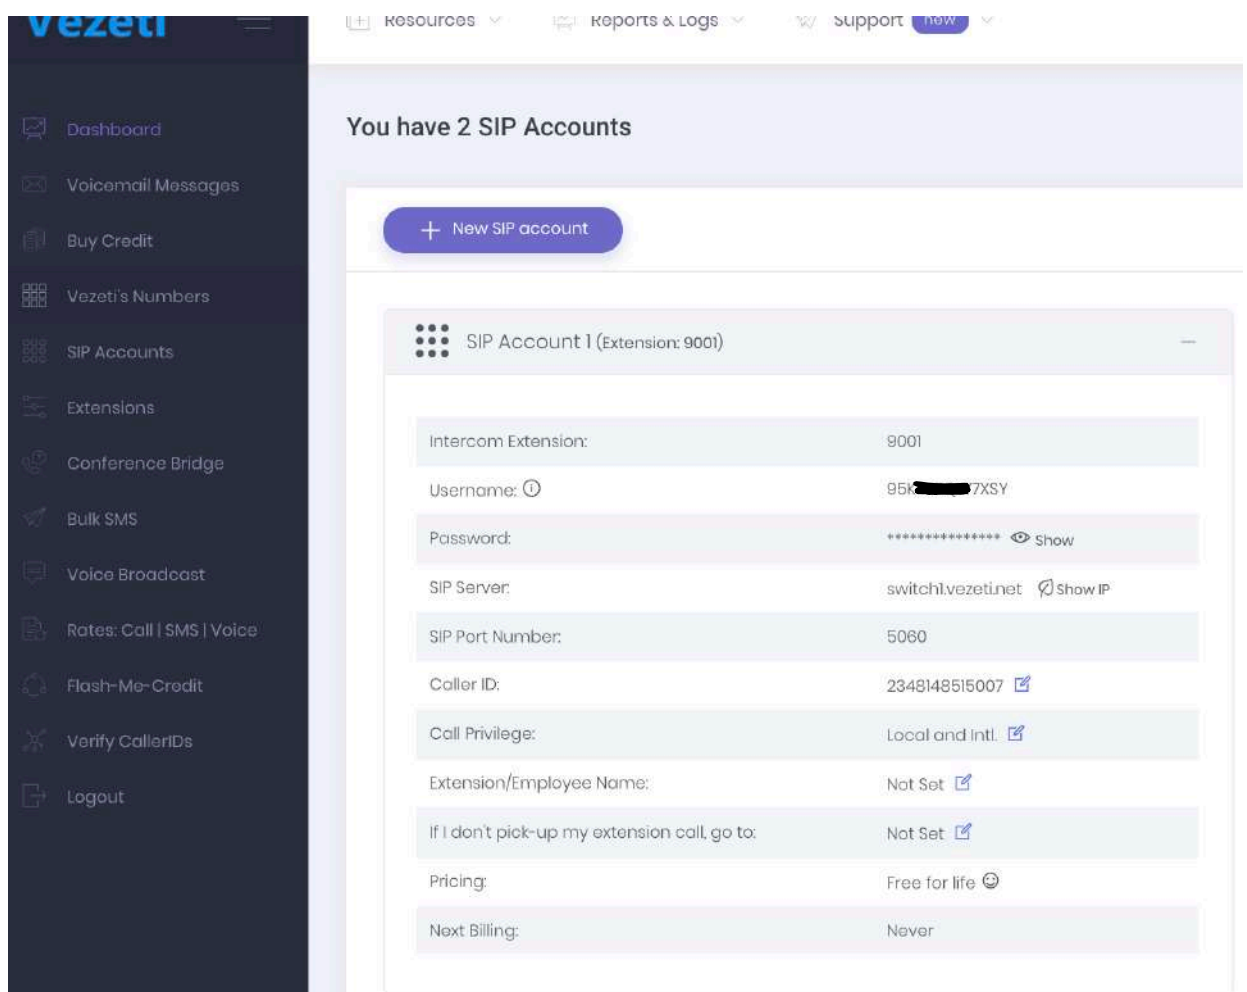 Vezeti
Resources
Reports & Logs
Support new
Dashboard
Voicemail Messages
Buy Credit
Vezeti's Numbers
SIP Accounts
Extensions
Conference Bridge
Bulk SMS
Voice Broadcast
Rates: Call | SMS | Voice
Flash-Me-Credit
Verify CallerIDs
Logout
You have 2 SIP Accounts
+ New SIP account
SIP Account 1 (Extension: 9001)
Intercom Extension: 9001
Username: 95K 7XSY
Password: *************** Show
SIP Server: switch1.vezeti.net Show IP
SIP Port Number: 5060
Caller ID: 2348148515007
Call Privilege: Local and Intl.
Extension/Employee Name: Not Set
If I don't pick-up my extension call, go to: Not Set
Pricing: Free for life
Next Billing: Never